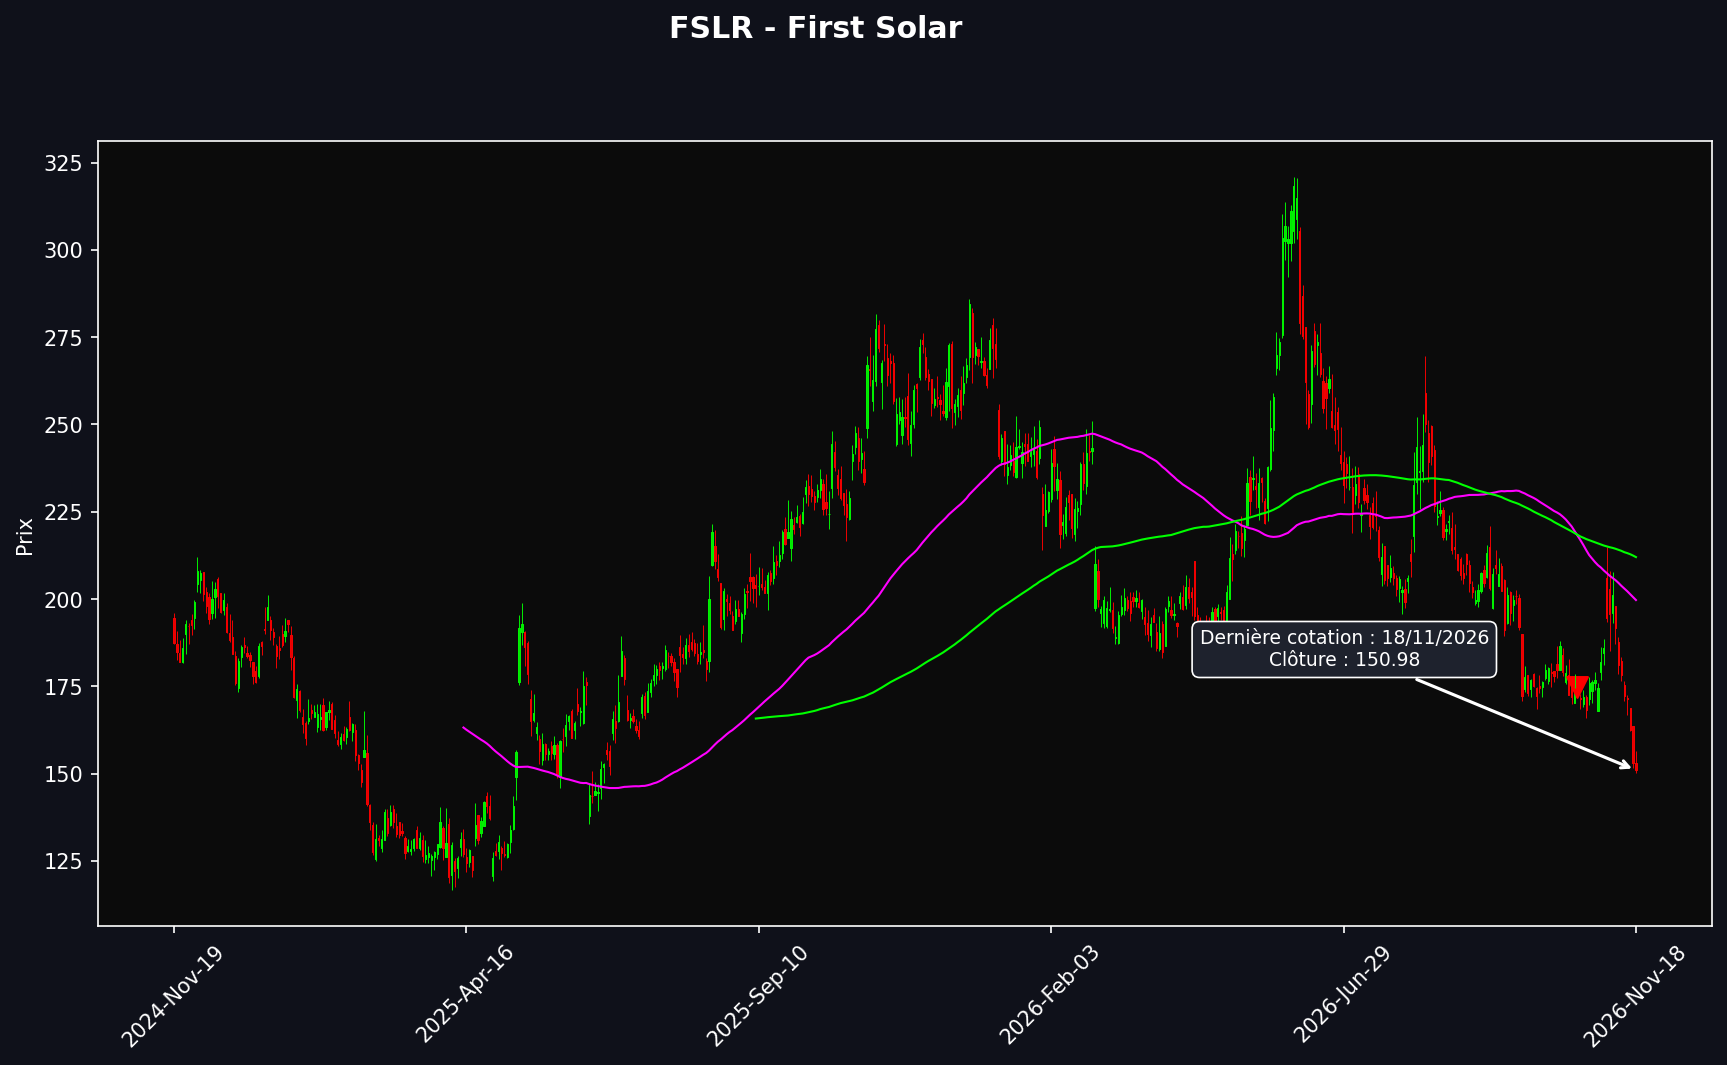 FSLR - First Solar
Prix
325
300
275
250
225
200
175
150
125
Dernière cotation : 18/11/2026
Clôture : 150.98
2024-Nov-19
2025-Apr-16
2025-Sep-10
2026-Feb-03
2026-Jun-29
2026-Nov-18